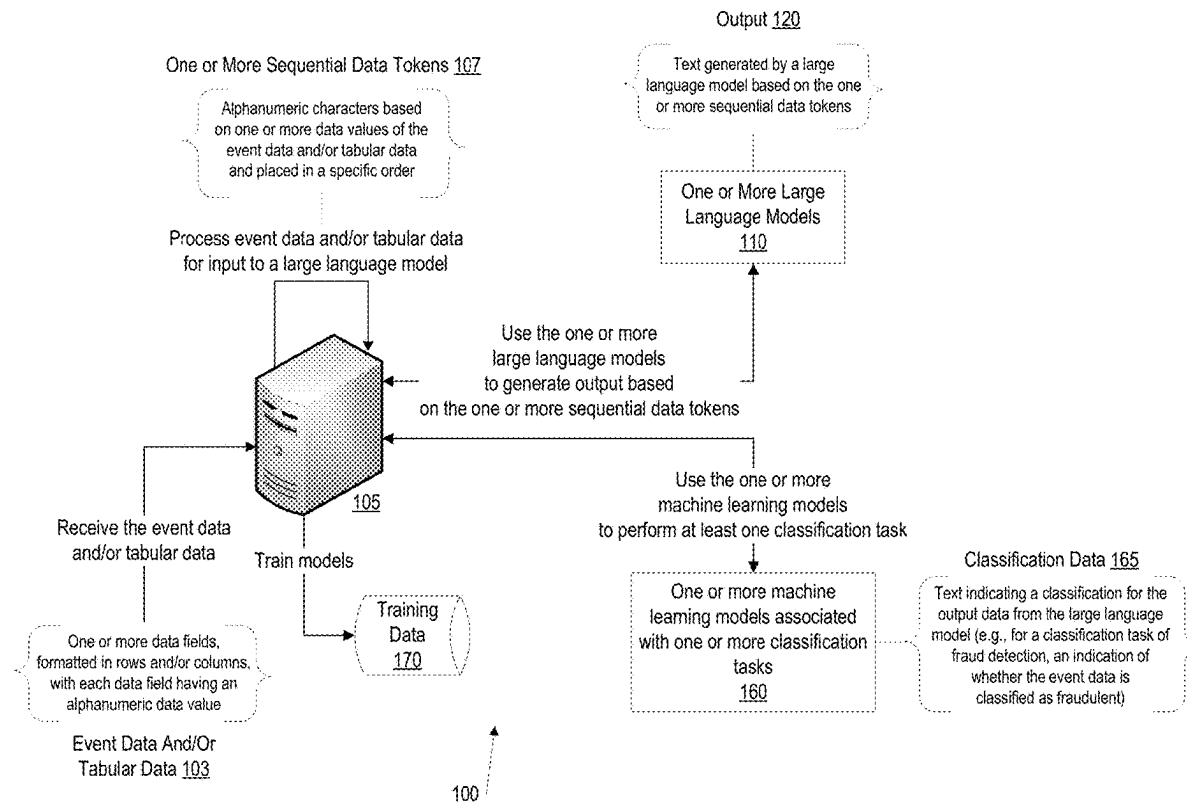 Output 120
Text generated by a large
language model based on the one
or more sequential data tokens
One or More Sequential Data Tokens 107
Alphanumeric characters based
on one or more data values of the
event data and/or tabular data
and placed in a specific order
One or More Large
Language Models
110
Process event data and/or tabular data
for input to a large language model
Use the one or more
large language models
to generate output based
on the one or more sequential data tokens
105
Use the one or more
machine learning models
to perform at least one classification task
Receive the event data
and/or tabular data
Train models
Training
Data
170
One or more machine
learning models associated
with one or more classification
tasks
160
Classification Data 165
Text indicating a classification for the
output data from the large language
model (e.g., for a classification task of
fraud detection, an indication of
whether the event data is
classified as fraudulent)
One or more data fields,
formatted in rows and/or columns,
with each data field having an
alphanumeric data value
Event Data And/Or
Tabular Data 103
100